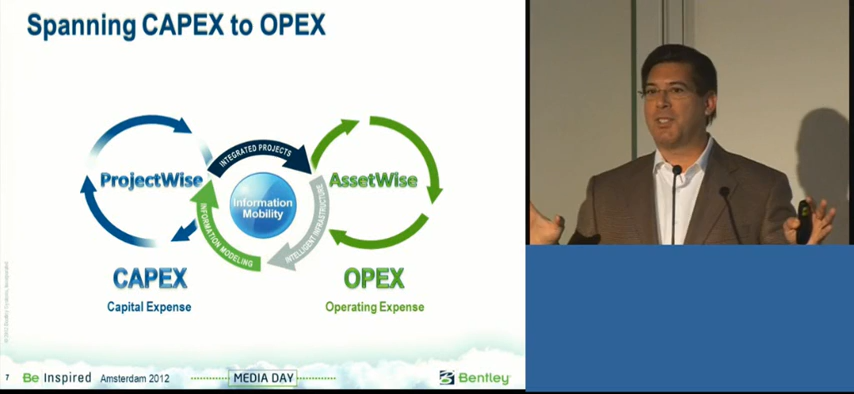 Spanning CAPEX to OPEX
INTEGRATED PROJECTS
ProjectWise
AssetWise
Information
Mobility
INFORMATION MODELING
INTELLIGENT INFRASTRUCTURE
CAPEX
OPEX
Capital Expense
Operating Expense
7 Be Inspired Amsterdam 2012 MEDIA DAY Bentley